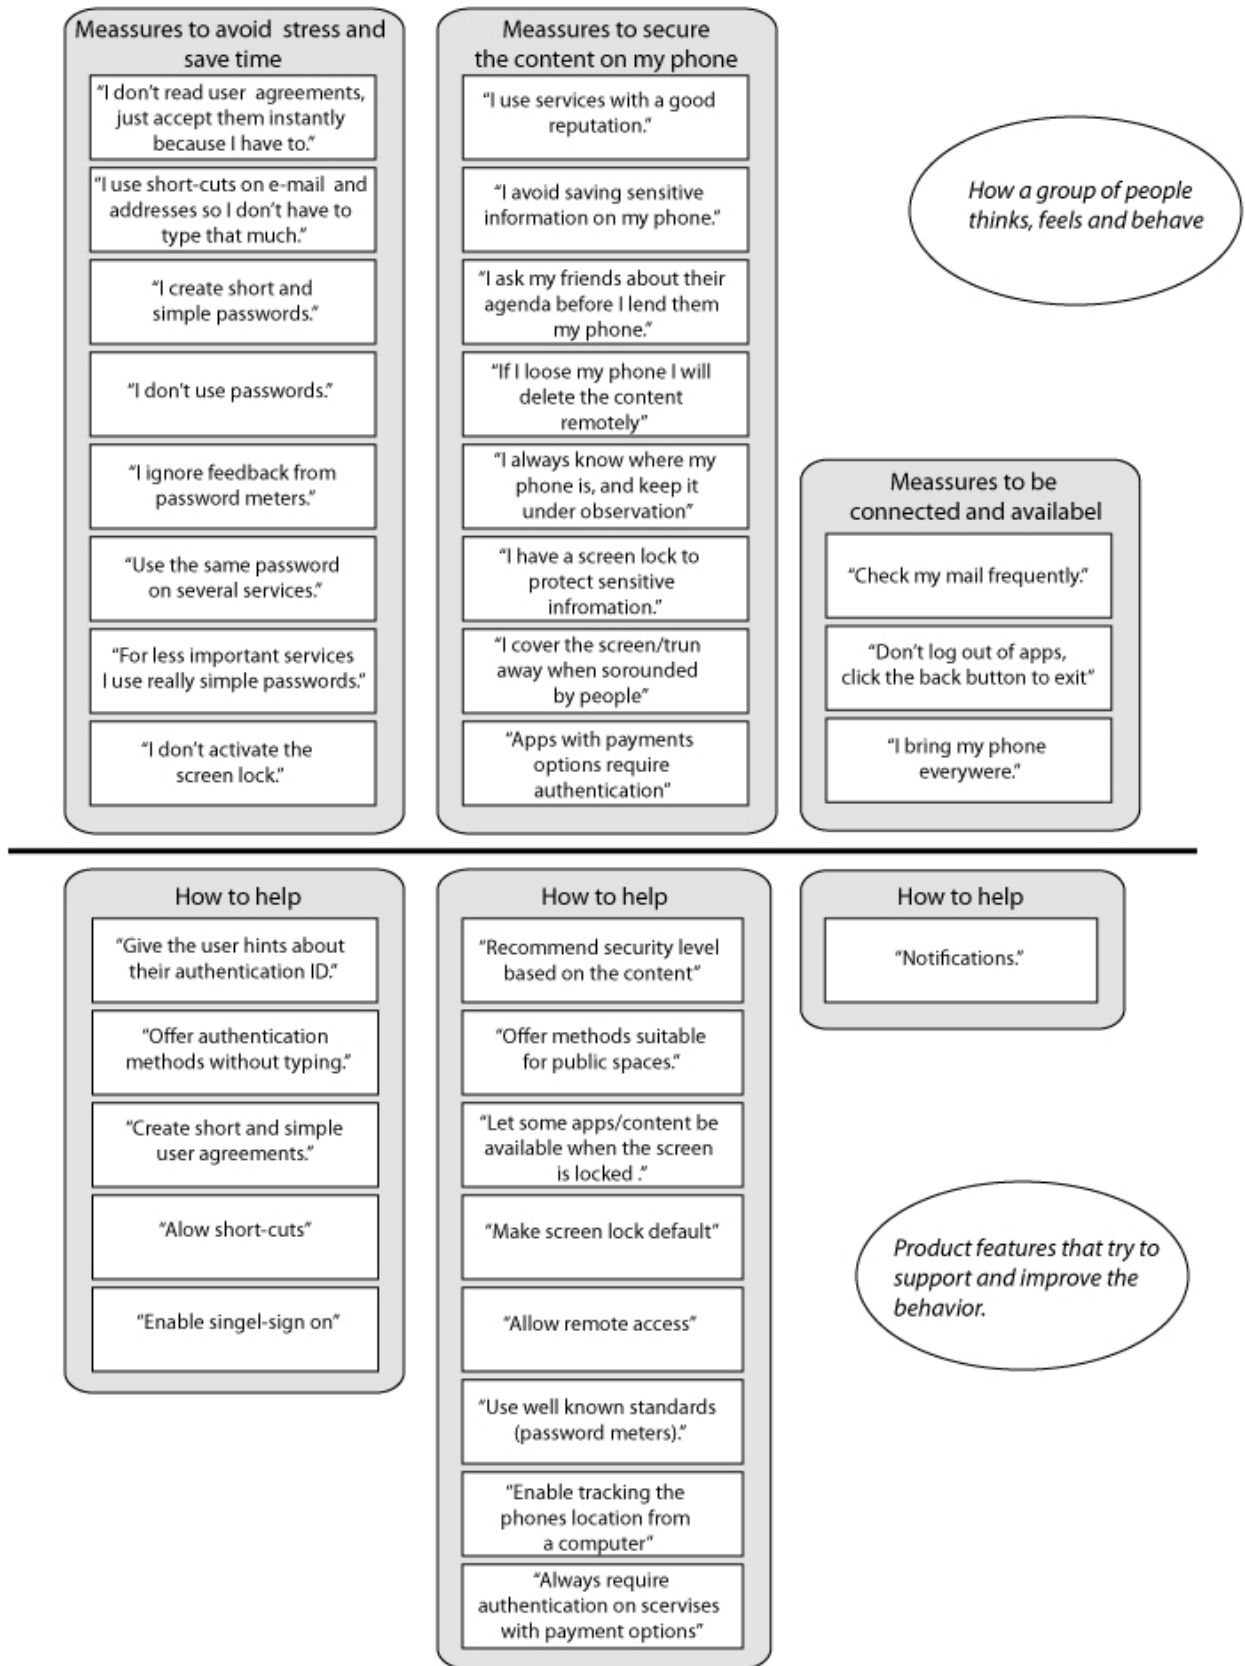 Meassures to avoid stress and
save time
“I don’t read user agreements,
just accept them instantly
because I have to.”
“I use short-cuts on e-mail and
addresses so I don’t have to
type that much.”
“I create short and
simple passwords.”
“I don’t use passwords.”
“I ignore feedback from
password meters.”
“Use the same password
on several services.”
“For less important services
I use really simple passwords.”
“I don’t activate the
screen lock.”
Meassures to secure
the content on my phone
“I use services with a good
reputation.”
“I avoid saving sensitive
information on my phone.”
“I ask my friends about their
agenda before I lend them
my phone.”
“If I loose my phone I will
delete the content
remotely”
“I always know where my
phone is, and keep it
under observation”
“I have a screen lock to
protect sensitive
infromation.”
“I cover the screen/trun
away when sorounded
by people”
“Apps with payments
options require
authentication”
How a group of people
thinks, feels and behave
Meassures to be
connected and availabel
“Check my mail frequently.”
“Don’t log out of apps,
click the back button to exit”
“I bring my phone
everywere.”
How to help
“Give the user hints about
their authentication ID.”
“Offer authentication
methods without typing.”
“Create short and simple
user agreements.”
“Alow short-cuts”
“Enable singel-sign on”
How to help
“Recommend security level
based on the content”
“Offer methods suitable
for public spaces.”
“Let some apps/content be
available when the screen
is locked .”
“Make screen lock default”
“Allow remote access”
“Use well known standards
(password meters).”
“Enable tracking the
phones location from
a computer”
“Always require
authentication on scervises
with payment options”
How to help
“Notifications.”
Product features that try to
support and improve the
behavior.